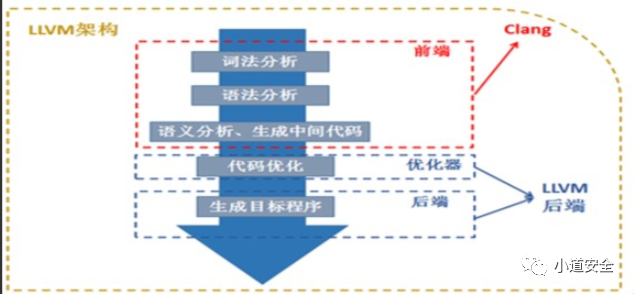 LLVM架构
Clang
前端
词法分析
语法分析
语义分析、生成中间代码
代码优化
优化器
生成目标程序
后端
LLVM
后端
小道安全